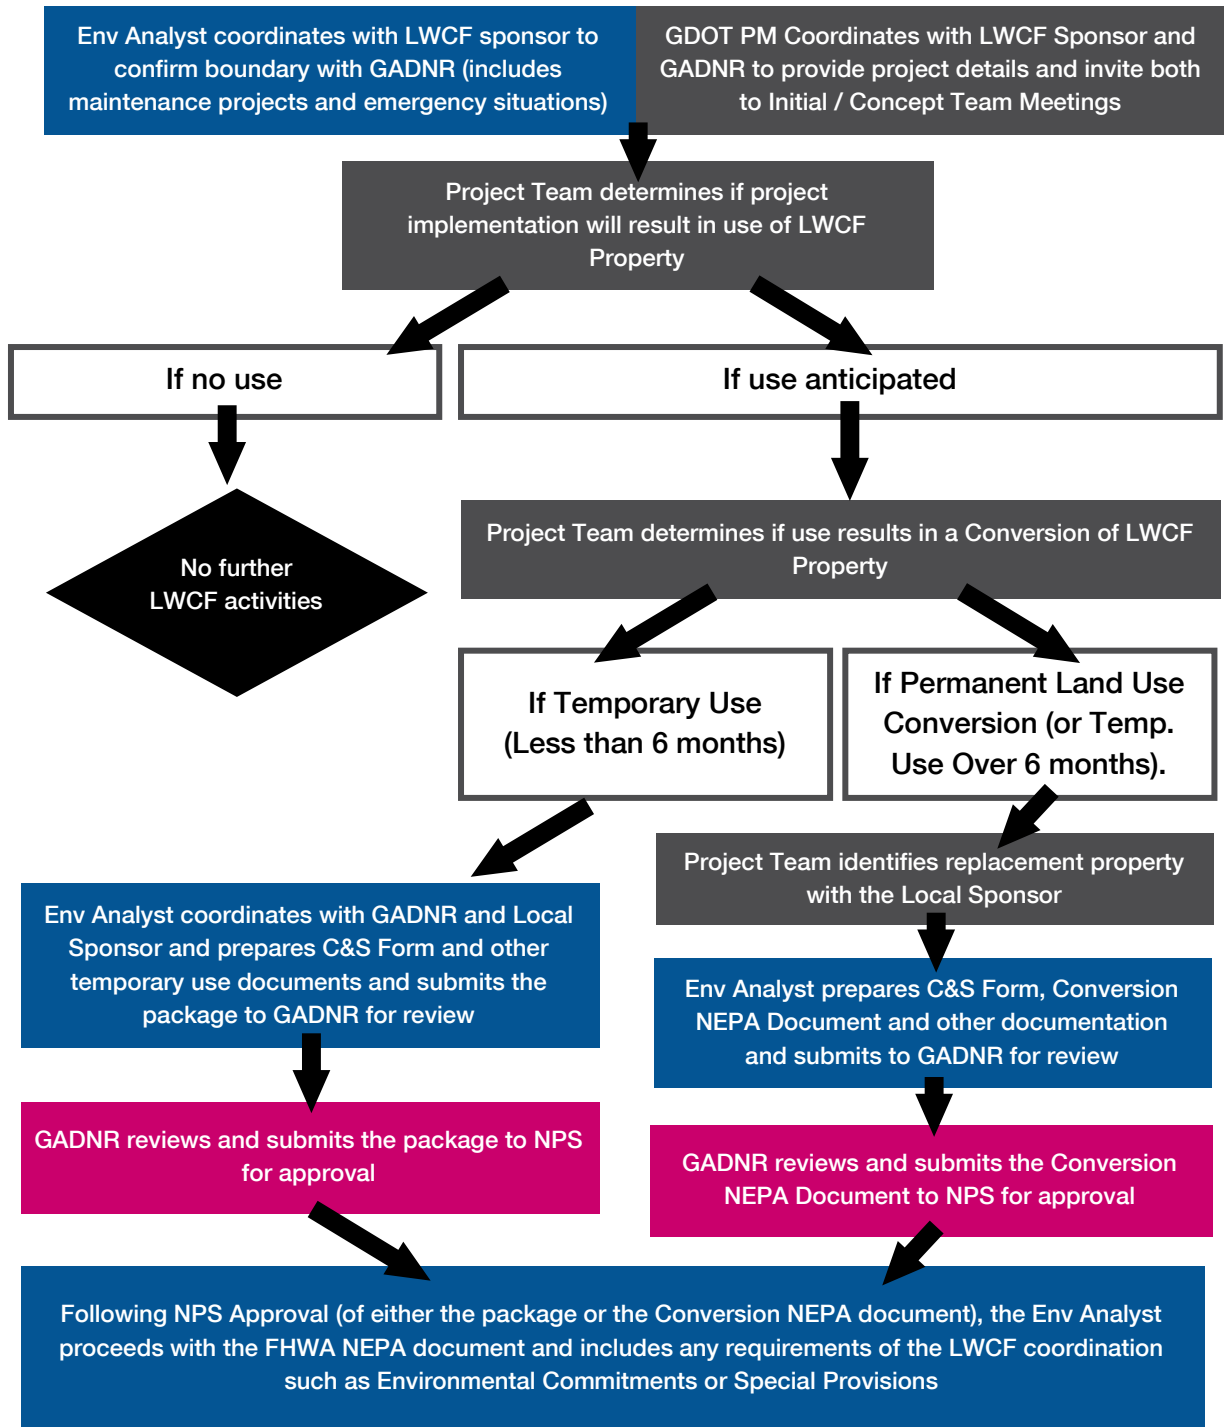 Env Analyst coordinates with LWCF sponsor to
confirm boundary with GADNR (includes
maintenance projects and emergency situations)
GDOT PM Coordinates with LWCF Sponsor and
GADNR to provide project details and invite both
to Initial / Concept Team Meetings
Project Team determines if project
implementation will result in use of LWCF
Property
If no use
If use anticipated
No further
LWCF activities
Project Team determines if use results in a Conversion of LWCF
Property
If Temporary Use
(Less than 6 months)
If Permanent Land Use
Conversion (or Temp.
Use Over 6 months).
Project Team identifies replacement property
with the Local Sponsor
Env Analyst coordinates with GADNR and Local
Sponsor and prepares C&S Form and other
temporary use documents and submits the
package to GADNR for review
Env Analyst prepares C&S Form, Conversion
NEPA Document and other documentation
and submits to GADNR for review
GADNR reviews and submits the package to NPS
for approval
GADNR reviews and submits the Conversion
NEPA Document to NPS for approval
Following NPS Approval (of either the package or the Conversion NEPA document), the Env Analyst
proceeds with the FHWA NEPA document and includes any requirements of the LWCF coordination
such as Environmental Commitments or Special Provisions